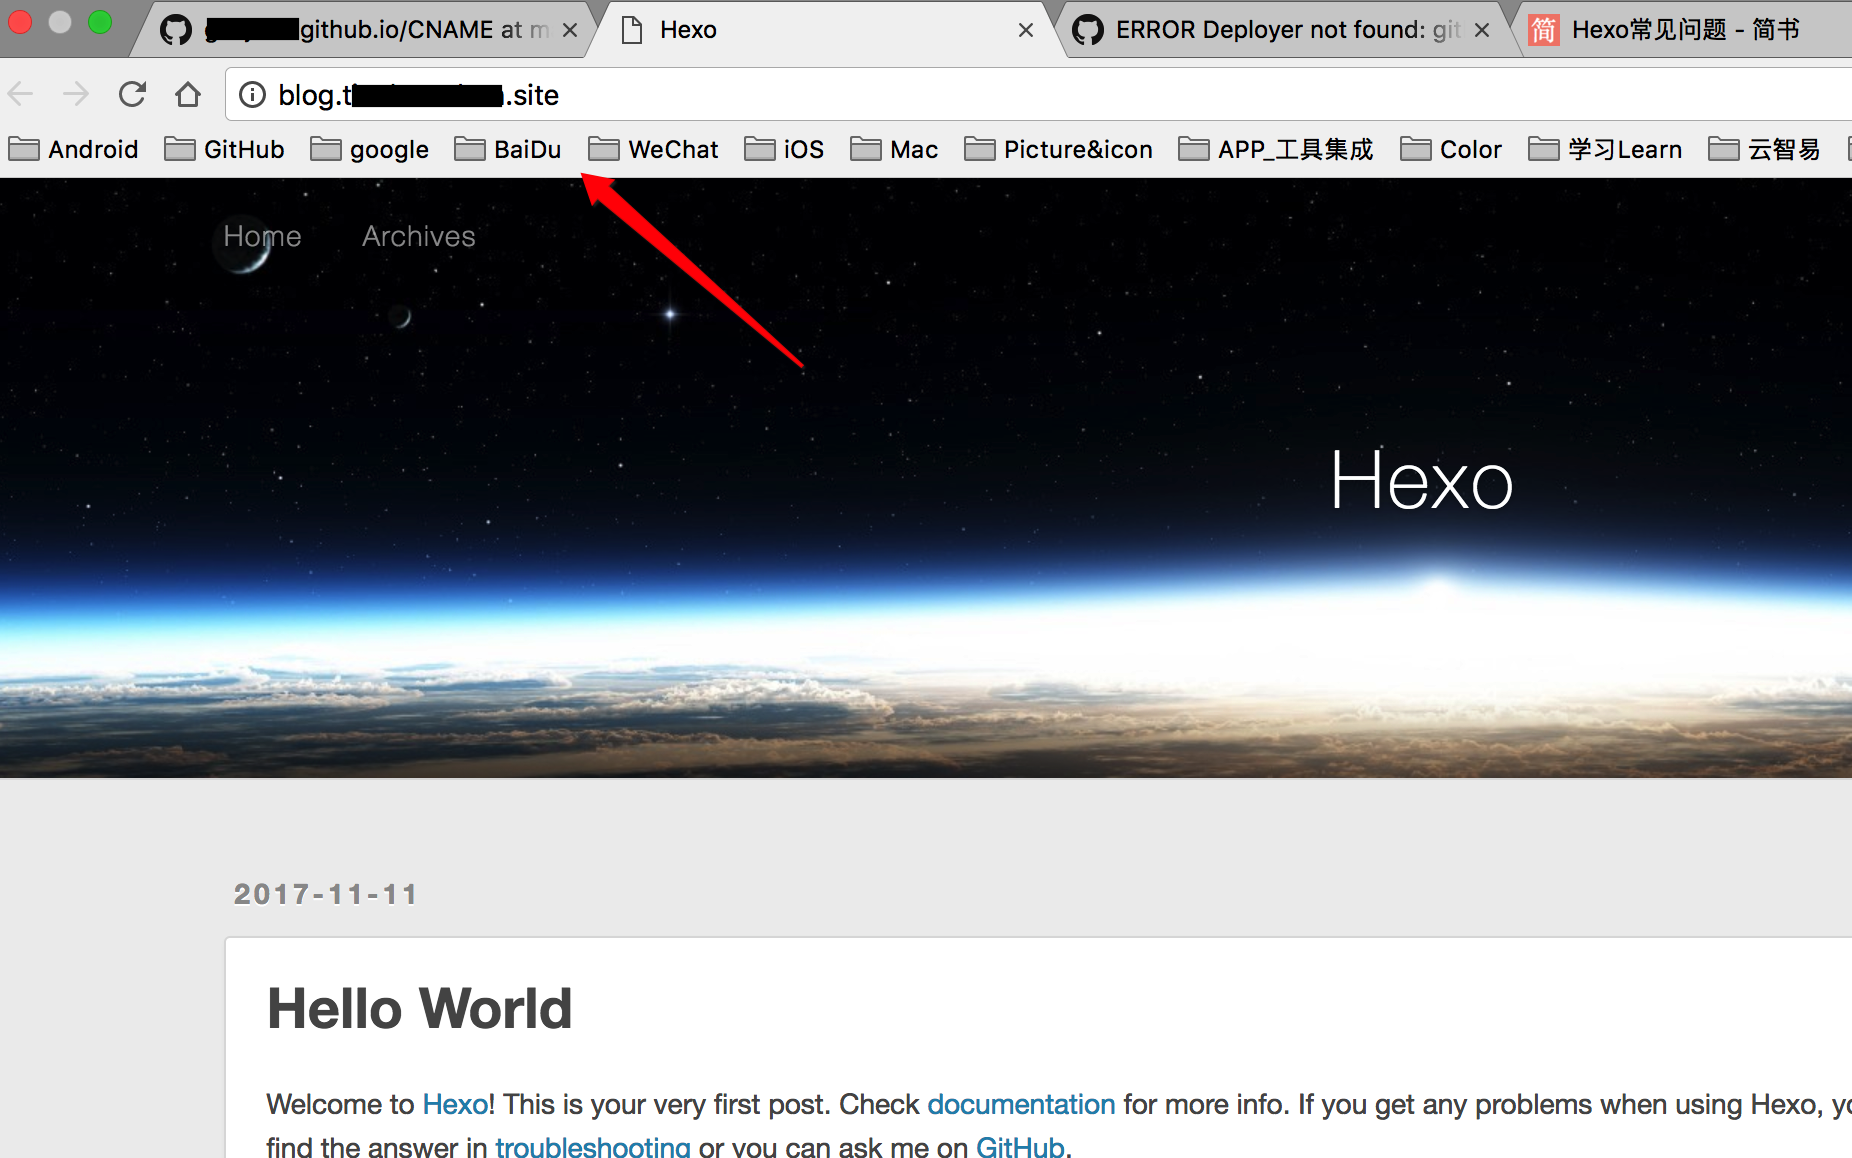 github.io/CNAME at m
Hexo
ERROR Deployer not found: git
简 Hexo常见问题 - 简书
blog.t .site
Android GitHub google BaiDu WeChat iOS Mac Picture&icon APP_工具集成 Color 学习Learn 云智易
Home Archives
Hexo
2017-11-11
Hello World
Welcome to Hexo! This is your very first post. Check documentation for more info. If you get any problems when using Hexo, yo
find the answer in troubleshooting or you can ask me on GitHub.